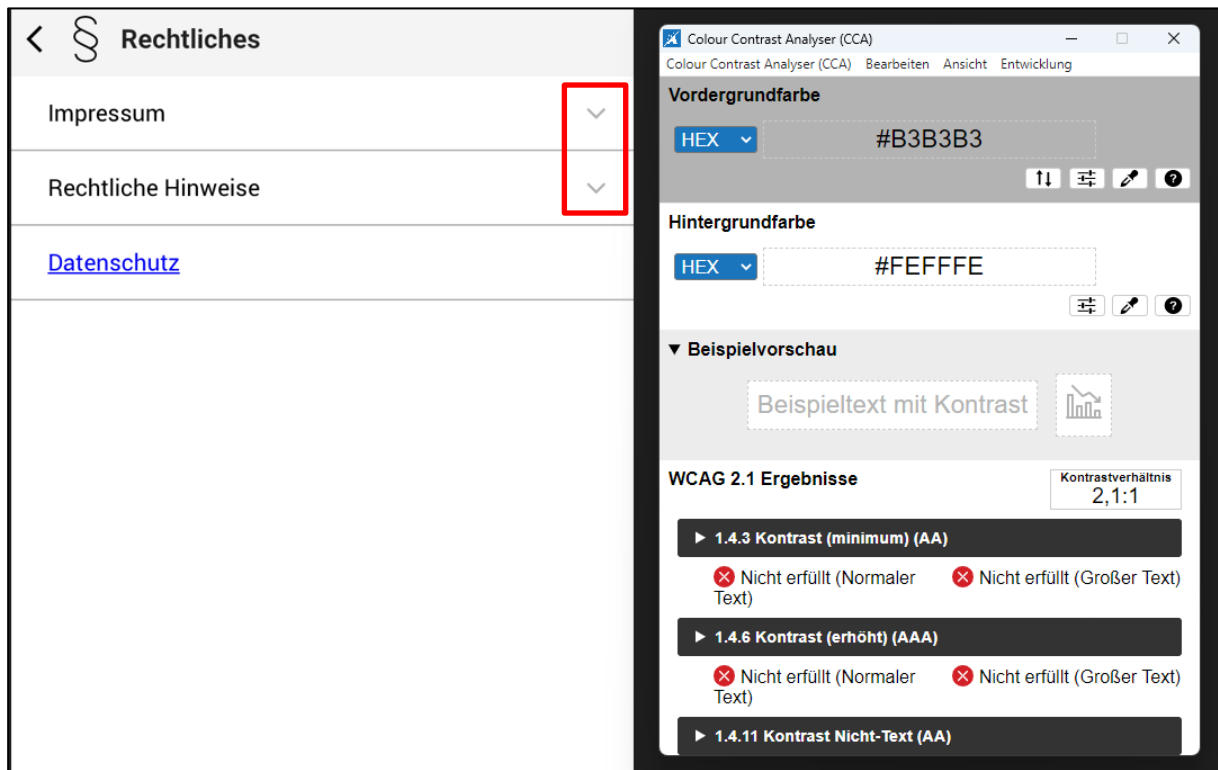 § Rechtliches
Impressum
Rechtliche Hinweise
Datenschutz
Colour Contrast Analyser (CCA)
Colour Contrast Analyser (CCA) Bearbeiten Ansicht Entwicklung
Vordergrundfarbe
HEX #B3B3B3
Hintergrundfarbe
HEX #FEFFFE
▼ Beispielvorschau
Beispieltext mit Kontrast
WCAG 2.1 Ergebnisse
Kontrastverhältnis
2,1:1
▶ 1.4.3 Kontrast (minimum) (AA)
Nicht erfüllt (Normaler Text)
Nicht erfüllt (Großer Text)
▶ 1.4.6 Kontrast (erhöht) (AAA)
Nicht erfüllt (Normaler Text)
Nicht erfüllt (Großer Text)
▶ 1.4.11 Kontrast Nicht-Text (AA)